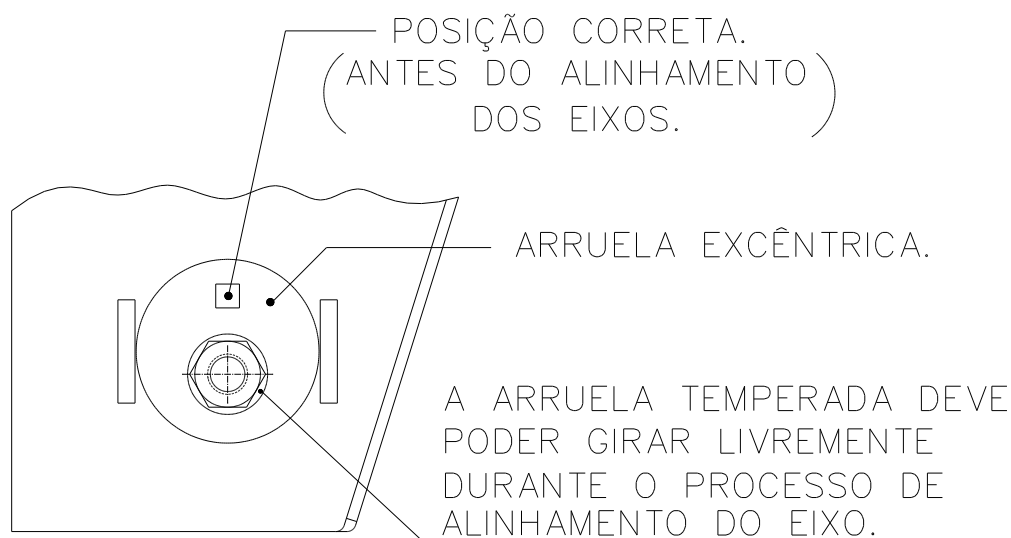 POSIÇÃO CORRETA.
(ANTES DO ALINHAMENTO
DOS EIXOS.)
ARRUELA EXCÊNTRICA.
A ARRUELA TEMPERADA DEVE
PODER GIRAR LIVREMENTE
DURANTE O PROCESSO DE
ALINHAMENTO DO EIXO.